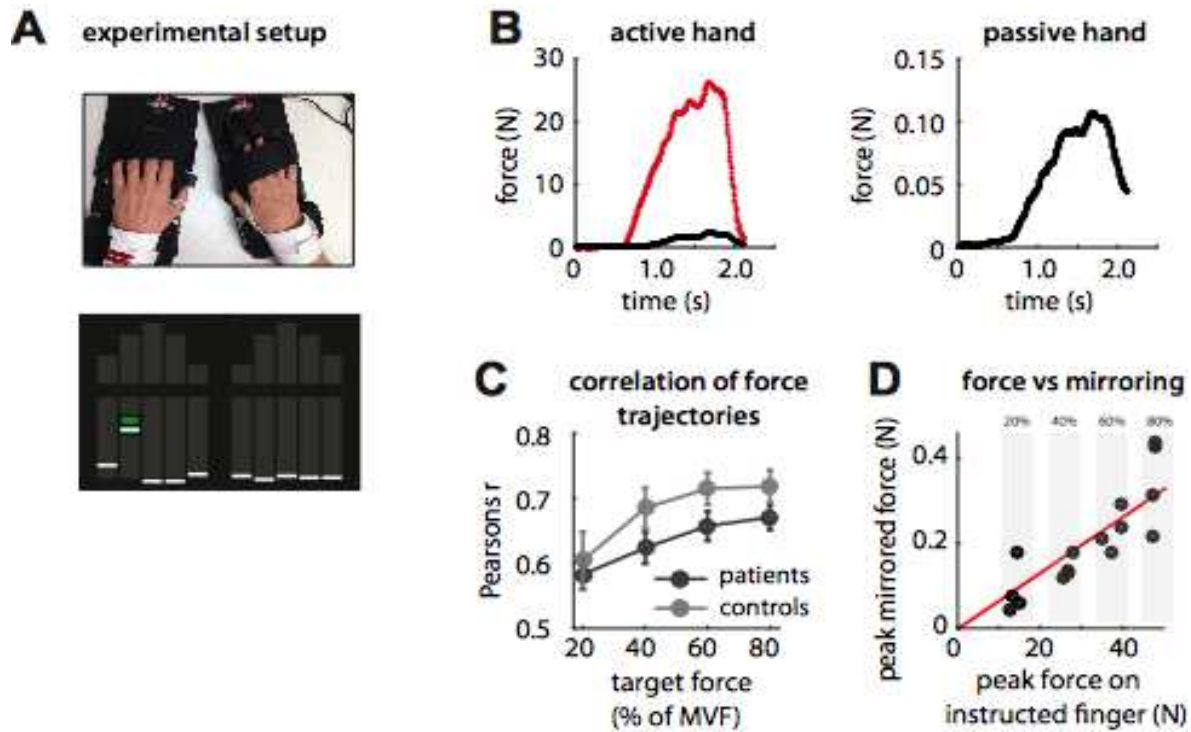 A experimental setup
B active hand
30
20
10
0
force (N)
0 1.0 2.0
time (s)
passive hand
0.15
0.10
0.05
0
force (N)
0 1.0 2.0
time (s)
C correlation of force
trajectories
0.8
0.7
0.6
0.5
Pearsons r
patients
controls
20 40 60 80
target force
(% of MVF)
D force vs mirroring
20% 40% 60% 80%
0.4
0.2
0
peak mirrored force (N)
0 20 40
peak force on
instructed finger (N)